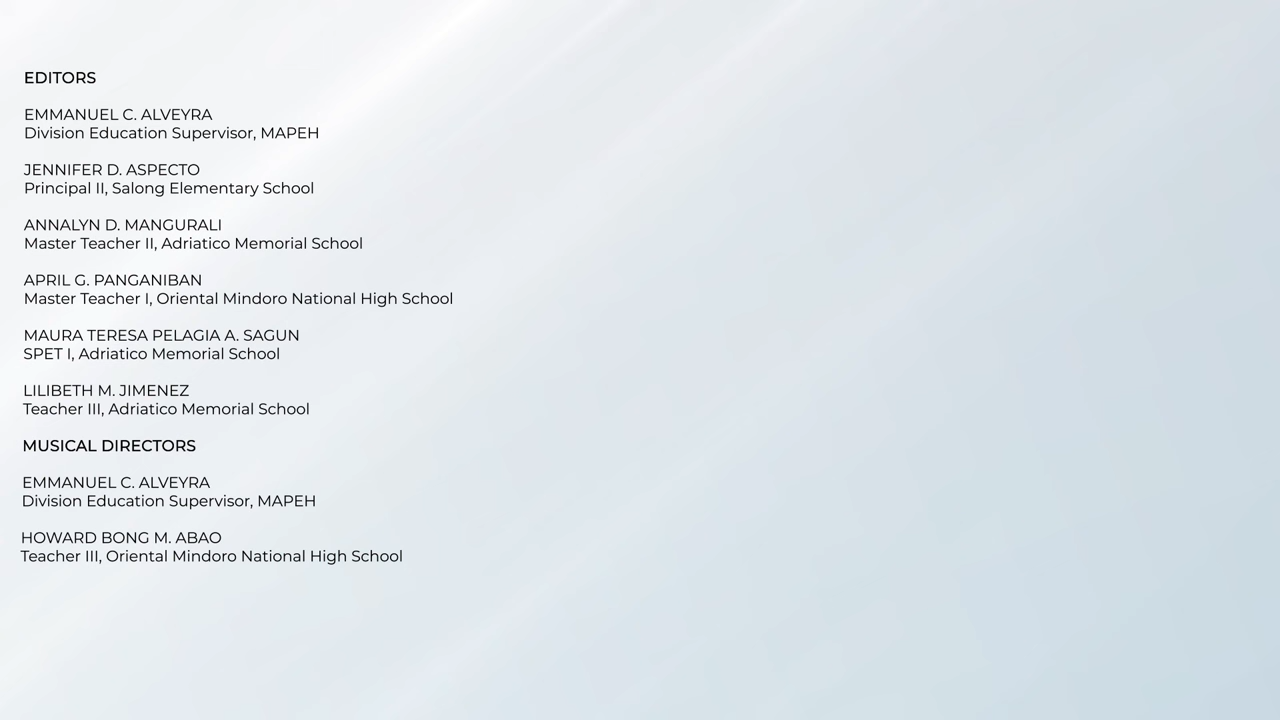 EDITORS
EMMANUEL C. ALVEYRA
Division Education Supervisor, MAPEH
JENNIFER D. ASPECTO
Principal II, Salong Elementary School
ANNALYN D. MANGURALI
Master Teacher II, Adriatico Memorial School
APRIL G. PANGANIBAN
Master Teacher I, Oriental Mindoro National High School
MAURA TERESA PELAGIA A. SAGUN
SPET I, Adriatico Memorial School
LILIBETH M. JIMENEZ
Teacher III, Adriatico Memorial School
MUSICAL DIRECTORS
EMMANUEL C. ALVEYRA
Division Education Supervisor, MAPEH
HOWARD BONG M. ABAO
Teacher III, Oriental Mindoro National High School